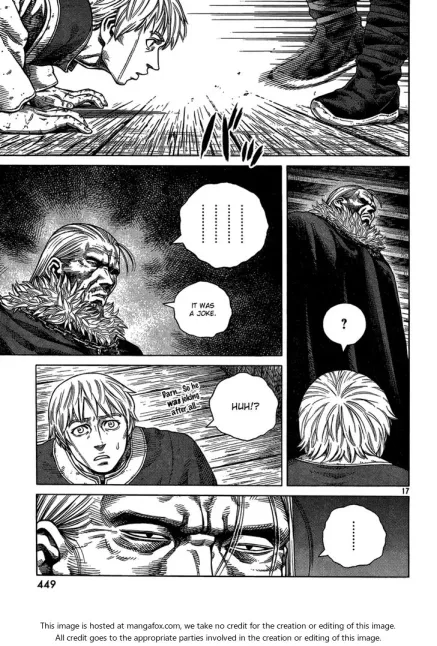 ?
......
IT WAS
A JOKE.
HUH!?
Darn... So he
was joking
after all...
17
......
449
This image is hosted at mangafox.com, we take no credit for the creation or editing of this image.
All credit goes to the appropriate parties involved in the creation or editing of this image.